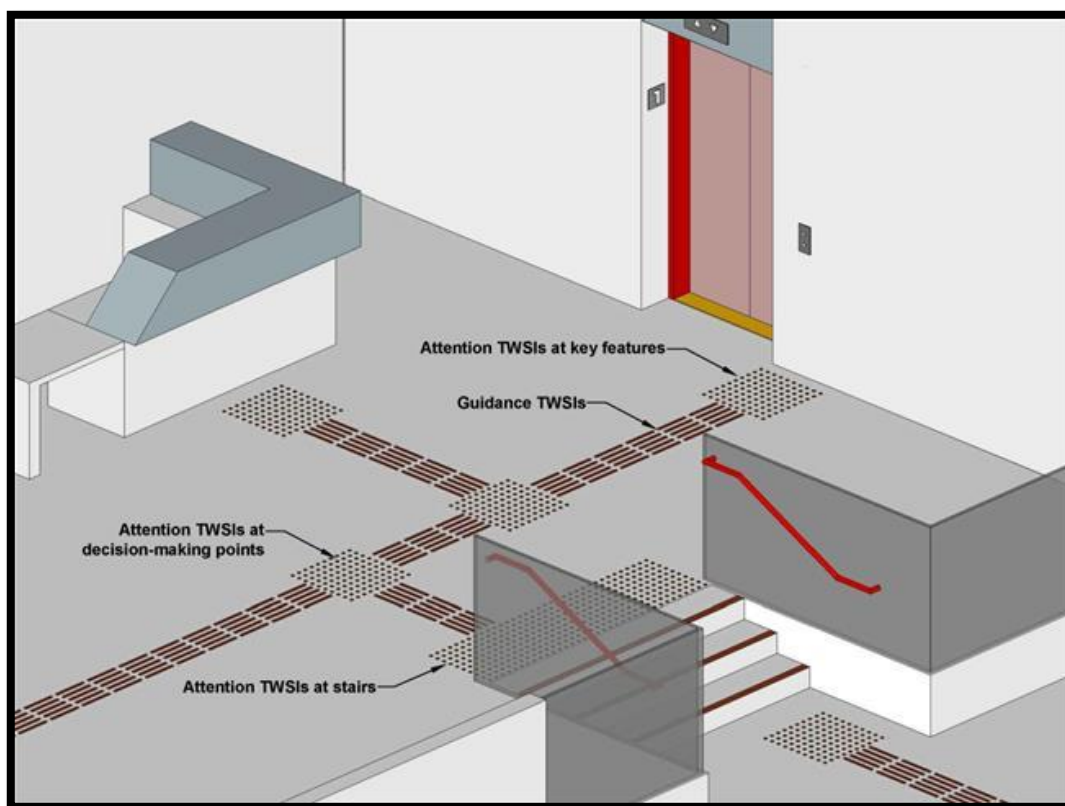 Attention TWSIs at key features
Guidance TWSIs
Attention TWSIs at
decision-making points
Attention TWSIs at stairs